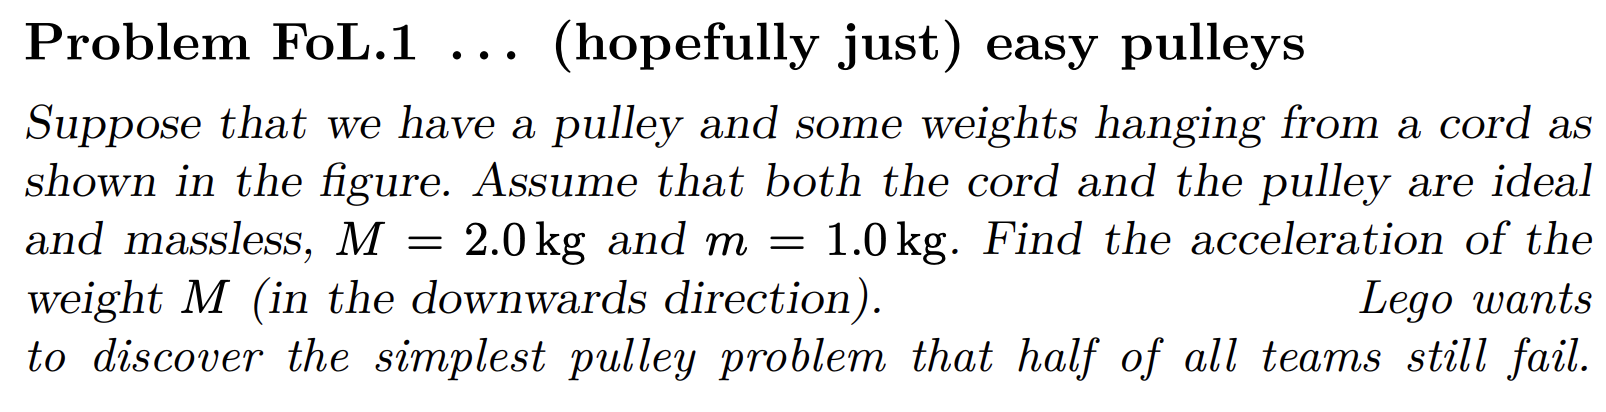 Problem FoL.1 ... (hopefully just) easy pulleys
Suppose that we have a pulley and some weights hanging from a cord as
shown in the figure. Assume that both the cord and the pulley are ideal
and massless, M = 2.0 kg and m = 1.0 kg. Find the acceleration of the
weight M (in the downwards direction). Lego wants
to discover the simplest pulley problem that half of all teams still fail.